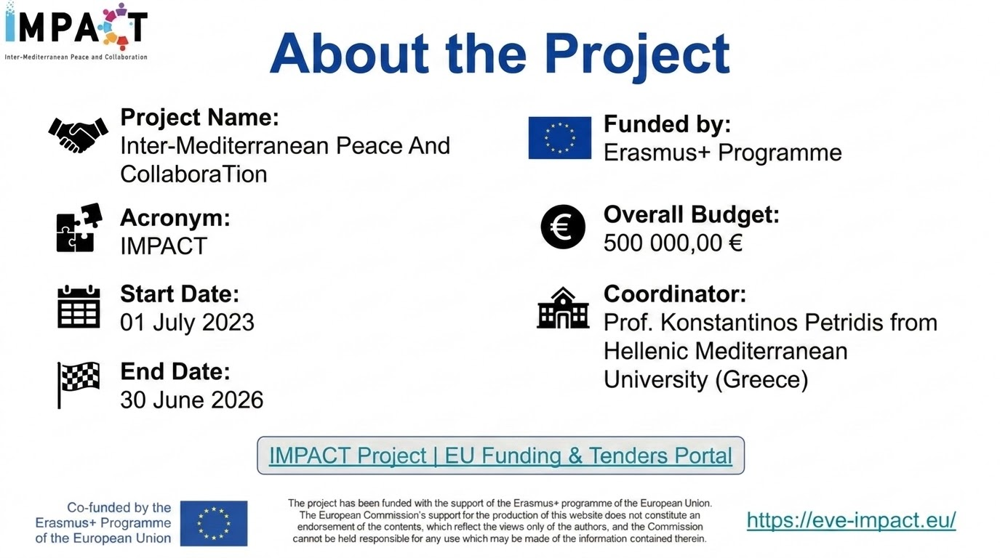 IMPACT
Inter-Mediterranean Peace and Collaboration
About the Project
Project Name:
Inter-Mediterranean Peace And
CollaboraTion
Acronym:
IMPACT
Start Date:
01 July 2023
End Date:
30 June 2026
Funded by:
Erasmus+ Programme
Overall Budget:
500 000,00 €
Coordinator:
Prof. Konstantinos Petridis from
Hellenic Mediterranean
University (Greece)
IMPACT Project | EU Funding & Tenders Portal
Co-funded by the
Erasmus+ Programme
of the European Union
The project has been funded with the support of the Erasmus+ programme of the European Union.
The European Commission's support for the production of this website does not constitute an
endorsement of the contents, which reflect the views only of the authors, and the Commission
cannot be held responsible for any use which may be made of the information contained therein.
https://eve-impact.eu/